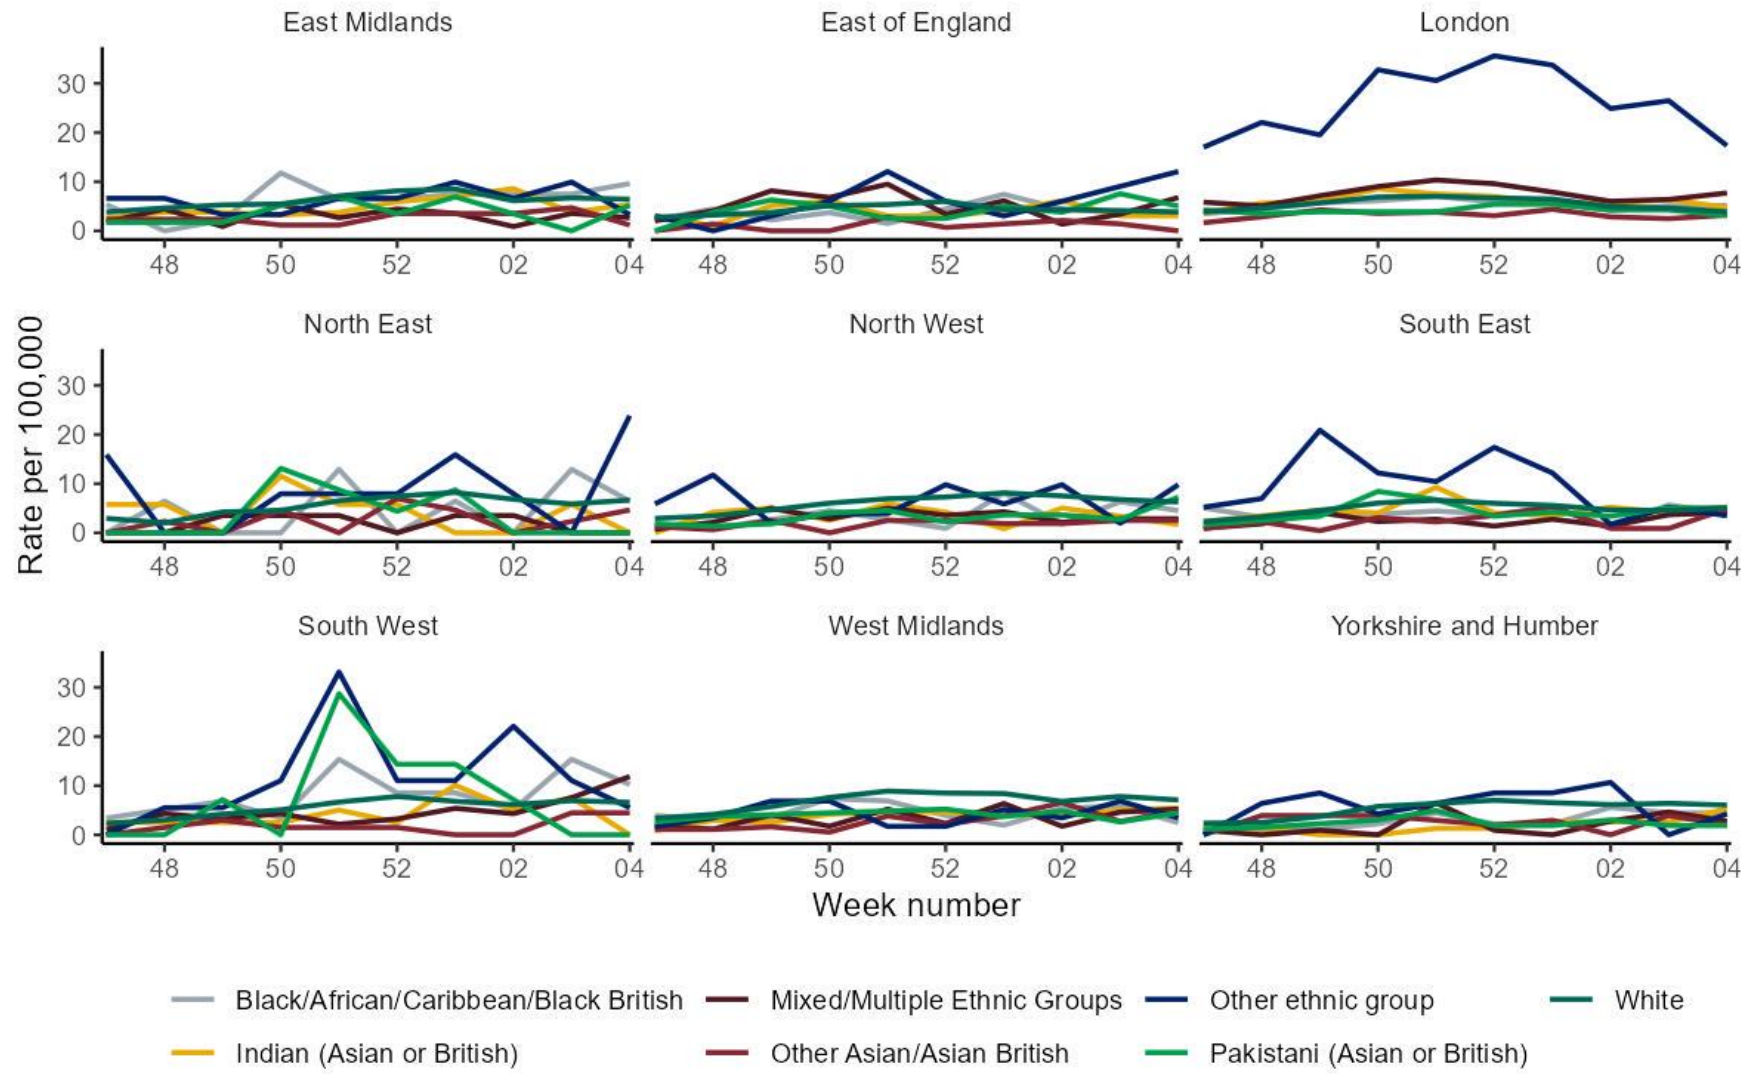 East Midlands East of England London
30
20
10
0
48 50 52 02 04 48 50 52 02 04 48 50 52 02 04
North East North West South East
Rate per 100,000
30
20
10
0
48 50 52 02 04 48 50 52 02 04 48 50 52 02 04
South West West Midlands Yorkshire and Humber
30
20
10
0
48 50 52 02 04 48 50 52 02 04 48 50 52 02 04
Week number
Black/African/Caribbean/Black British Mixed/Multiple Ethnic Groups Other ethnic group White
Indian (Asian or British) Other Asian/Asian British Pakistani (Asian or British)